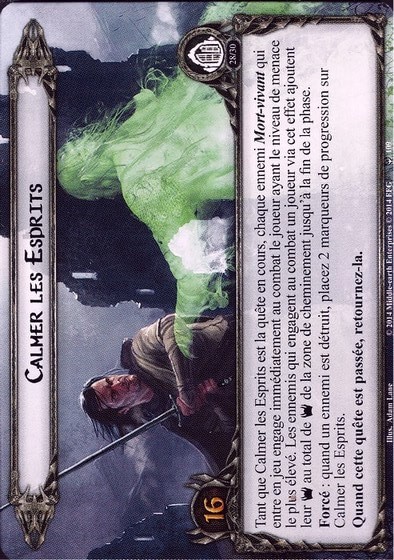 CALMER LES ESPRITS
28/30
16
Tant que Calmer les Esprits est la quête en cours, chaque ennemi Mort-vivant qui
entre en jeu engage immédiatement au combat le joueur ayant le niveau de menace
le plus élevé. Les ennemis qui engagent au combat un joueur via cet effet ajoutent
leur au total de de la zone de cheminement jusqu'à la fin de la phase.
Forcé : quand un ennemi est détruit, placez 2 marqueurs de progression sur
Calmer les Esprits.
Quand cette quête est passée, retournez-la.
Illus. Adam Lane
© 2014 Middle-earth Enterprises © 2014 FFG
109